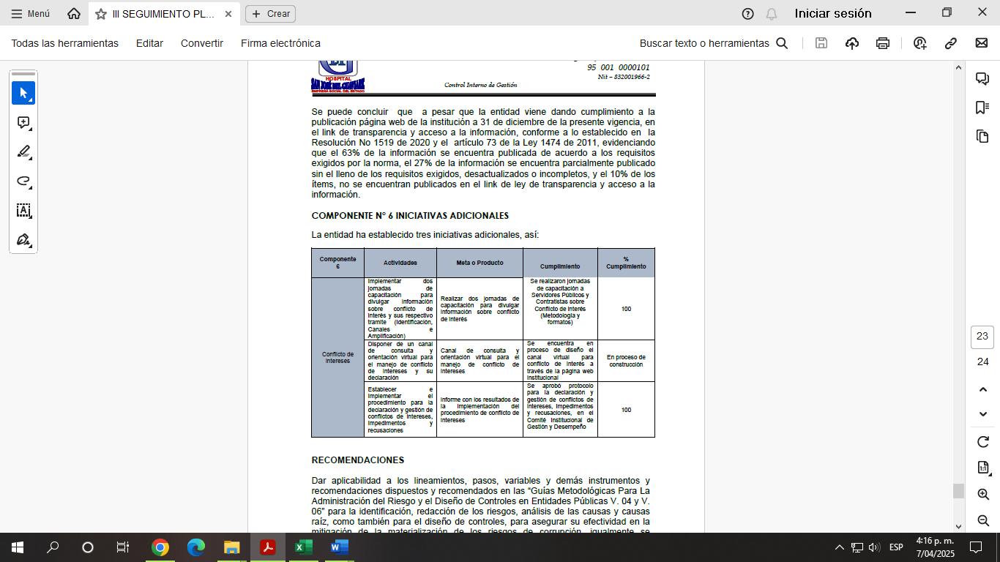 Menú
III SEGUIMIENTO PL...
Crear
Iniciar sesión
Todas las herramientas
Editar
Convertir
Firma electrónica
Buscar texto o herramientas
HOSPITAL
SAN JOSE DEL GUAVIARE
EMPRESA SOCIAL DEL ESTADO
95 001 0000101
Nit – 832001966-2
Control Interno de Gestión
Se puede concluir que a pesar que la entidad viene dando cumplimiento a la
publicación página web de la institución a 31 de diciembre de la presente vigencia, en
el link de transparencia y acceso a la información, conforme a lo establecido en la
Resolución No 1519 de 2020 y el artículo 73 de la Ley 1474 de 2011, evidenciando
que el 63% de la información se encuentra publicada de acuerdo a los requisitos
exigidos por la norma, el 27% de la información se encuentra parcialmente publicado
sin el lleno de los requisitos exigidos, desactualizados o incompletos, y el 10% de los
ítems, no se encuentran publicados en el link de ley de transparencia y acceso a la
información.
COMPONENTE N° 6 INICIATIVAS ADICIONALES
La entidad ha establecido tres iniciativas adicionales, así:
Componente
6
Actividades
Meta o Producto
Cumplimiento
%
Cumplimiento
Conflicto de
Intereses
Implementar dos
jornadas de
capacitación para
divulgar información
sobre conflicto de
interés y sus respectivo
tramite (Identificación,
Canales e
Amplificación)
Realizar dos jornadas de
capacitación para divulgar
información sobre conflicto
de interés
Se realizaron jornadas
de capacitación a
Servidores Públicos y
Contratistas sobre
Conflicto de interés
(Metodología y
formatos)
100
Disponer de un canal
de consulta y
orientación virtual para
el manejo de conflicto
de intereses y su
declaración
Canal de consulta y
orientación virtual para el
manejo de conflicto de
intereses
Se encuentra en
proceso de diseño el
canal virtual para
conflicto de interés a
través de la página web
institucional
En proceso de
construcción
Establecer e
implementar el
procedimiento para la
declaración y gestión de
conflictos de intereses,
impedimentos y
recusaciones
Informe con los resultados de
la implementación del
procedimiento de conflicto de
intereses
Se aprobó protocolo
para la declaración y
gestión de conflictos de
intereses, impedimentos
y recusaciones, en el
Comité Institucional de
Gestión y Desempeño
100
RECOMENDACIONES
Dar aplicabilidad a los lineamientos, pasos, variables y demás instrumentos y
recomendaciones dispuestos y recomendados en las “Guías Metodológicas Para La
Administración del Riesgo y el Diseño de Controles en Entidades Públicas V. 04 y V.
06” para la identificación, redacción de los riesgos, análisis de las causas y causas
raíz, como también para el diseño de controles, para asegurar su efectividad en la
mitigación de la materialización de los riesgos de corrupción, igualmente se
23
24
1:1
ESP
4:16 p. m.
7/04/2025